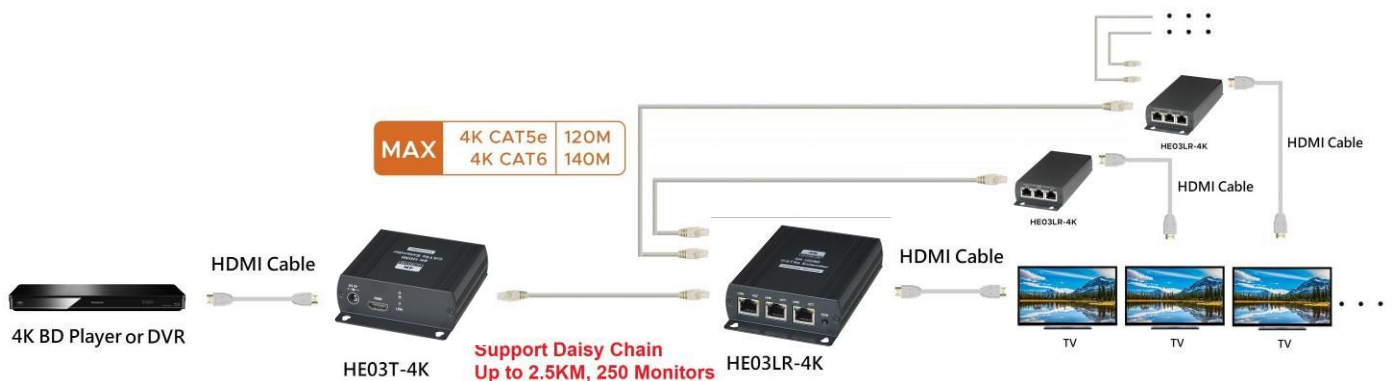 MAX
4K CAT5e 120M
4K CAT6 140M
HDMI Cable
HE03LR-4K
HDMI Cable
HE03LR-4K
HDMI Cable
HDMI Cable
4K BD Player or DVR
HE03T-4K
Support Daisy Chain
Up to 2.5KM, 250 Monitors
HE03LR-4K
TV
TV
TV